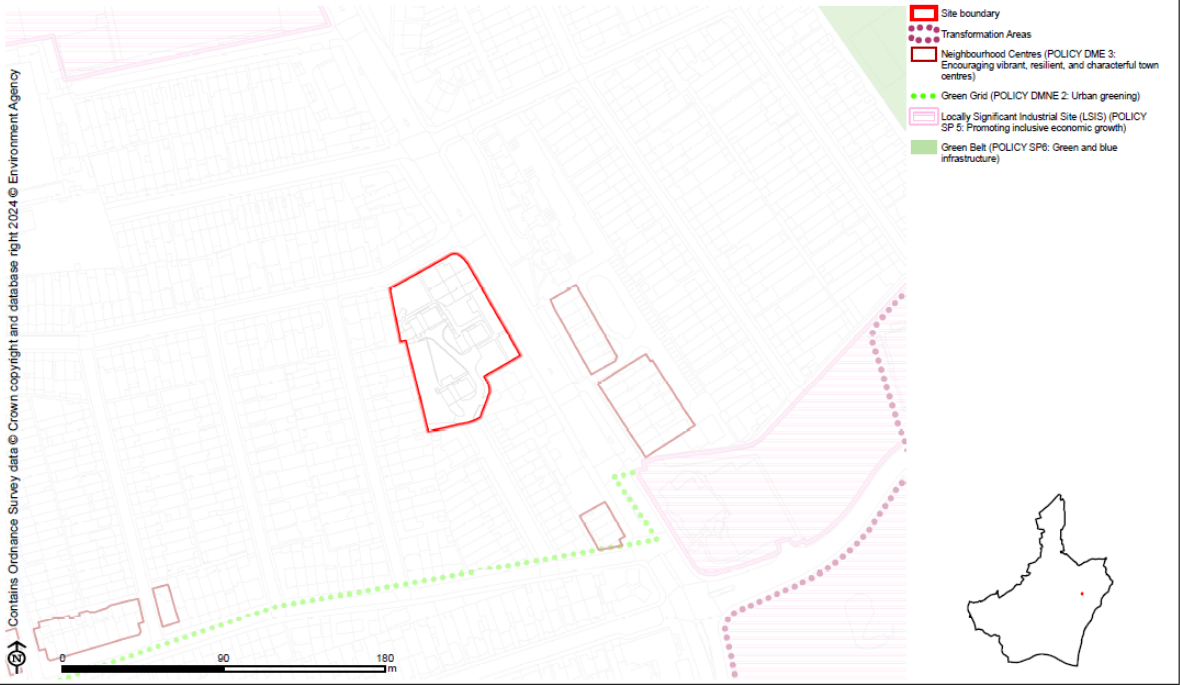 Site boundary
Transformation Areas
Neighbourhood Centres (POLICY DME 3:
Encouraging vibrant, resilient, and characterful town
centres)
Green Grid (POLICY DMNE 2: Urban greening)
Locally Significant Industrial Site (LSIS) (POLICY
SP 5: Promoting inclusive economic growth)
Green Belt (POLICY SP6: Green and blue
infrastructure)
Contains Ordnance Survey data © Crown copyright and database right 2024 © Environment Agency
N
0 90 180
m